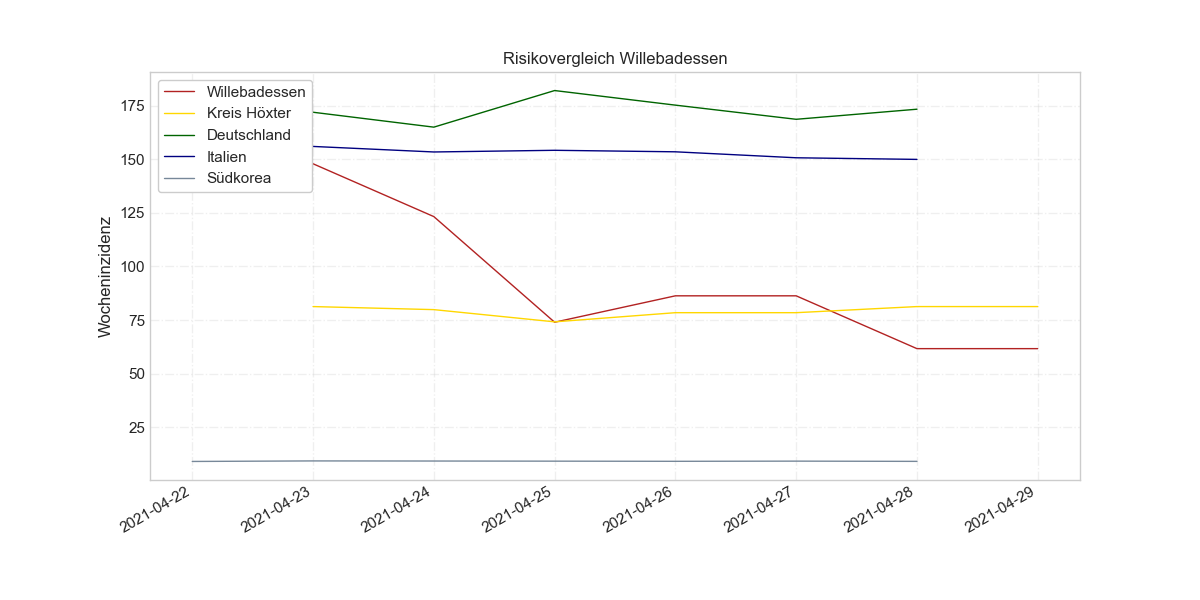 Risikovergleich Willebadessen
Willebadessen
Kreis Höxter
Deutschland
Italien
Südkorea
Wocheninzidenz
175
150
125
100
75
50
25
2021-04-22
2021-04-23
2021-04-24
2021-04-25
2021-04-26
2021-04-27
2021-04-28
2021-04-29